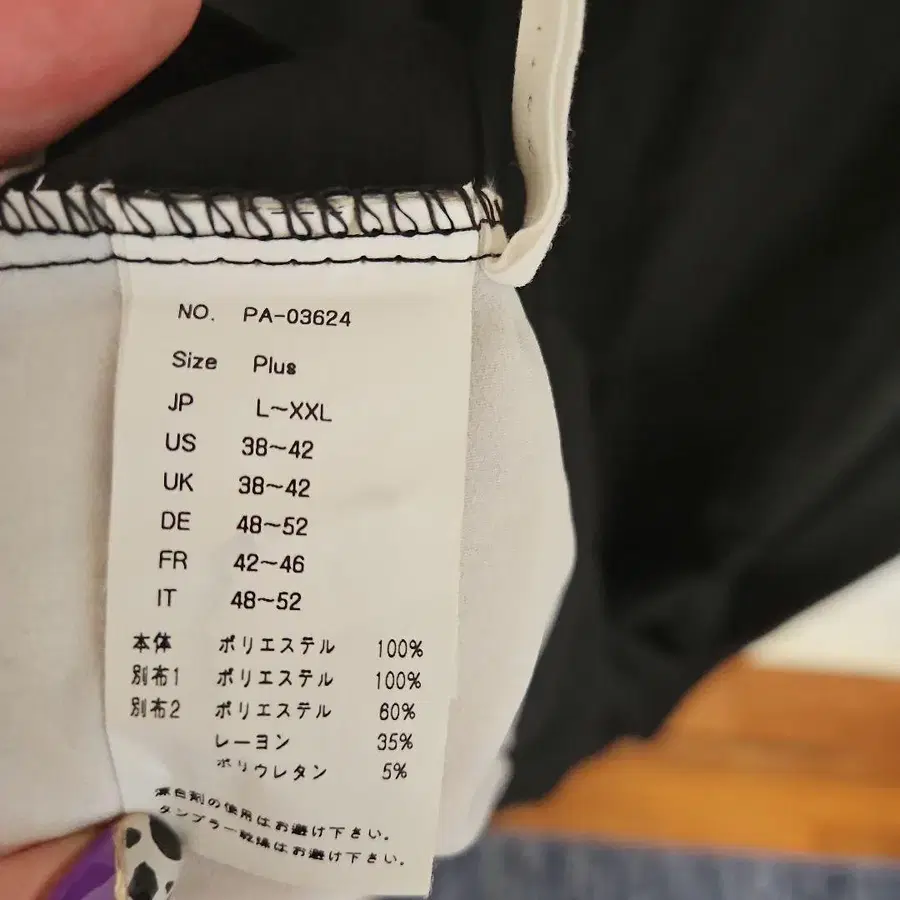 NO. PA-03624
Size Plus
JP L~XXL
US 38~42
UK 38~42
DE 48~52
FR 42~46
IT 48~52
本体 ポリエステル 100%
別布1 ポリエステル 100%
別布2 ポリエステル 60%
レーヨン 35%
ポリウレタン 5%
漂白剤の使用はお避け下さい。
タンブラー乾燥はお避け下さい。